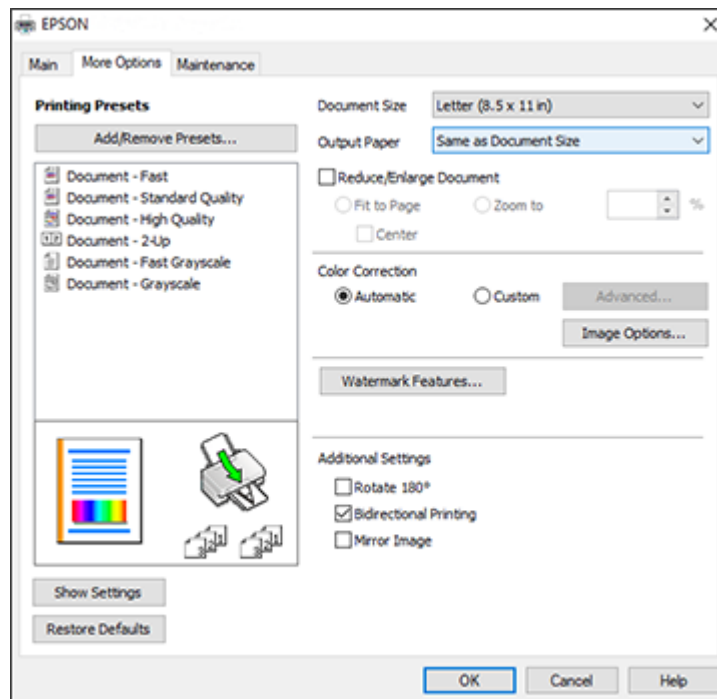 EPSON
Main More Options Maintenance
Printing Presets
Add/Remove Presets...
Document - Fast
Document - Standard Quality
Document - High Quality
Document - 2-Up
Document - Fast Grayscale
Document - Grayscale
Show Settings
Restore Defaults
Document Size Letter (8.5 x 11 in)
Output Paper Same as Document Size
Reduce/Enlarge Document
Fit to Page Zoom to %
Center
Color Correction
Automatic Custom Advanced...
Image Options...
Watermark Features...
Additional Settings
Rotate 180°
Bidirectional Printing
Mirror Image
OK Cancel Help